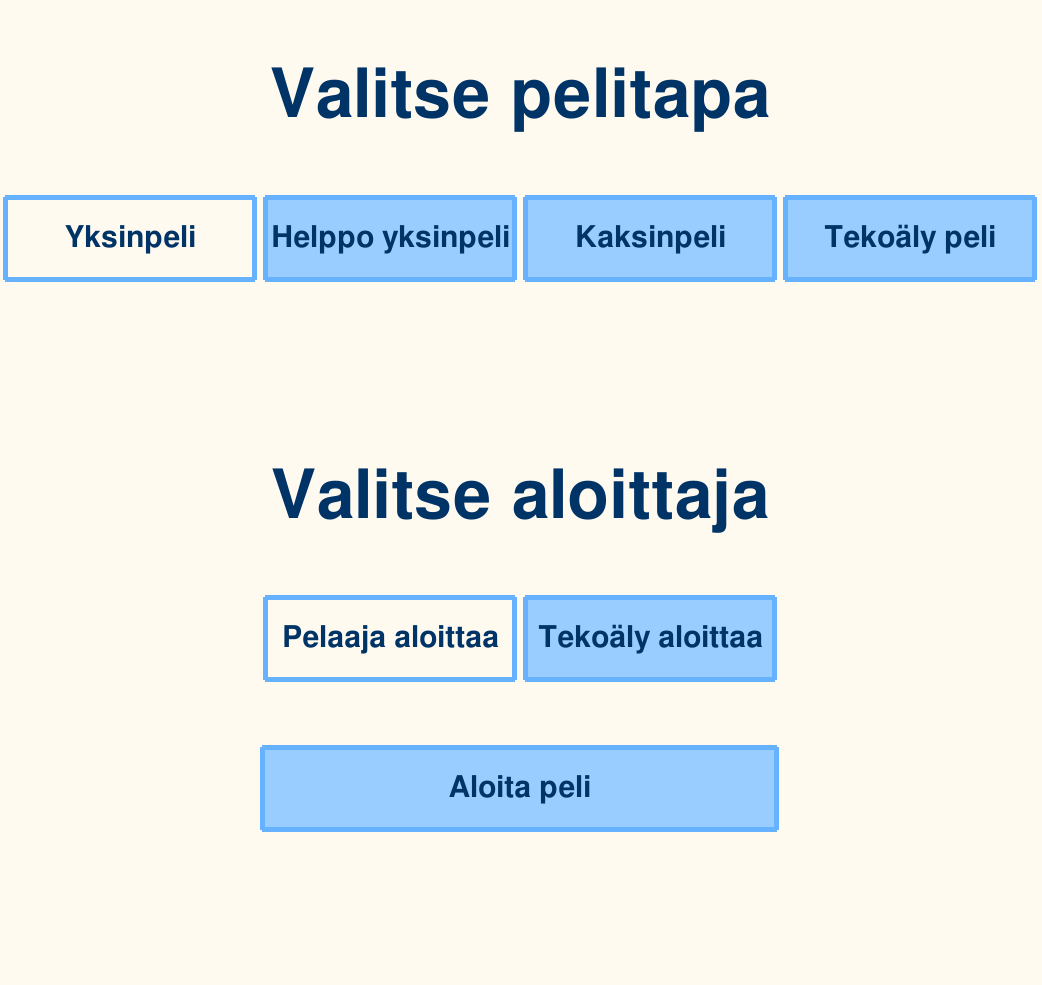 Valitse pelitapa
Yksinpeli Helppo yksinpeli Kaksinpeli Tekoäly peli
Valitse aloittaja
Pelaaja aloittaa Tekoäly aloittaa
Aloita peli